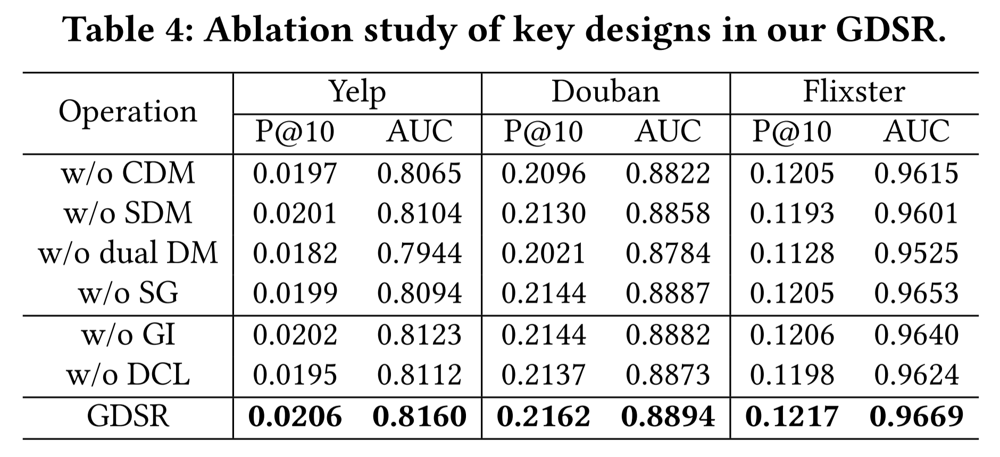 Table 4: Ablation study of key designs in our GDSR.
Operation Yelp Douban Flixster
P@10 AUC P@10 AUC P@10 AUC
w/o CDM 0.0197 0.8065 0.2096 0.8822 0.1205 0.9615
w/o SDM 0.0201 0.8104 0.2130 0.8858 0.1193 0.9601
w/o dual DM 0.0182 0.7944 0.2021 0.8784 0.1128 0.9525
w/o SG 0.0199 0.8094 0.2144 0.8887 0.1205 0.9653
w/o GI 0.0202 0.8123 0.2144 0.8882 0.1206 0.9640
w/o DCL 0.0195 0.8112 0.2137 0.8873 0.1198 0.9624
GDSR 0.0206 0.8160 0.2162 0.8894 0.1217 0.9669